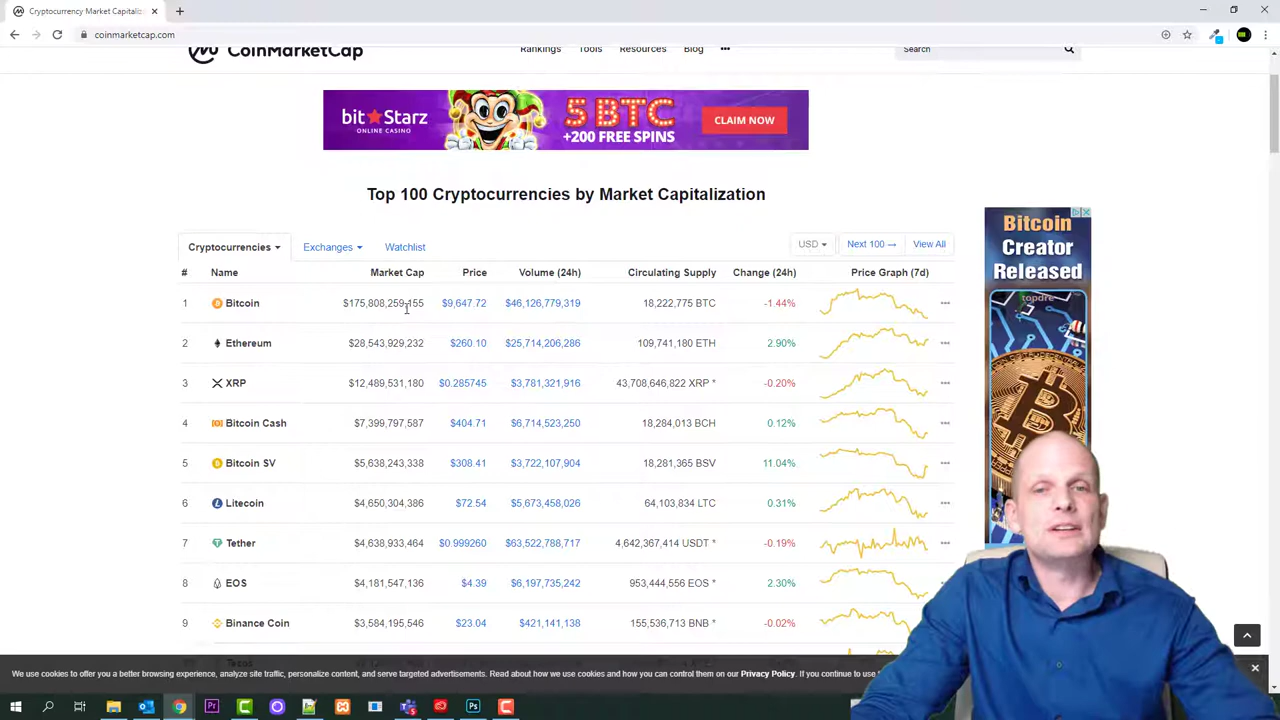 Cryptocurrency Market Capitaliz
coinmarketcap.com
CoinMarketCap
Rankings Tools Resources Blog
Search
bitStarz
ONLINE CASINO
5 BTC
+200 FREE SPINS
CLAIM NOW
Top 100 Cryptocurrencies by Market Capitalization
Cryptocurrencies Exchanges Watchlist USD Next 100 → View All
# Name Market Cap Price Volume (24h) Circulating Supply Change (24h) Price Graph (7d)
1 Bitcoin $175,808,259,155 $9,647.72 $46,126,779,319 18,222,775 BTC -1.44%
2 Ethereum $28,543,929,232 $260.10 $25,714,206,286 109,741,180 ETH 2.90%
3 XRP $12,489,531,180 $0.285745 $3,781,321,916 43,708,646,822 XRP * -0.20%
4 Bitcoin Cash $7,399,797,587 $404.71 $6,714,523,250 18,284,013 BCH 0.12%
5 Bitcoin SV $5,638,243,338 $308.41 $3,722,107,904 18,281,365 BSV 11.04%
6 Litecoin $4,650,304,386 $72.54 $5,673,458,026 64,103,834 LTC 0.31%
7 Tether $4,638,933,464 $0.999260 $63,522,788,717 4,642,367,414 USDT * -0.19%
8 EOS $4,181,547,136 $4.39 $6,197,735,242 953,444,556 EOS * 2.30%
Binance Coin $3,584,195,546 $23.04 $421,141,138 155,536,713 BNB * -0.02%
Bitcoin
Creator
Released
We use cookies to offer you a better browsing experience, analyze site traffic, personalize content, and serve targeted advertisements. Read about how we use cookies and how you can control them on our Privacy Policy. If you continue to use